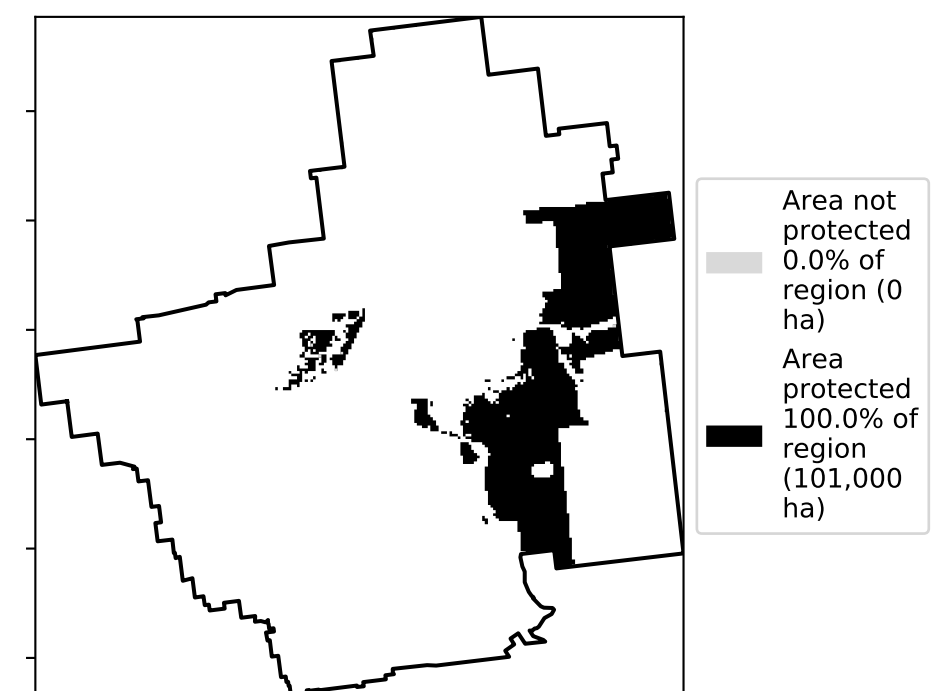 Area not
protected
0.0% of
region (0
ha)
Area
protected
100.0% of
region
(101,000
ha)